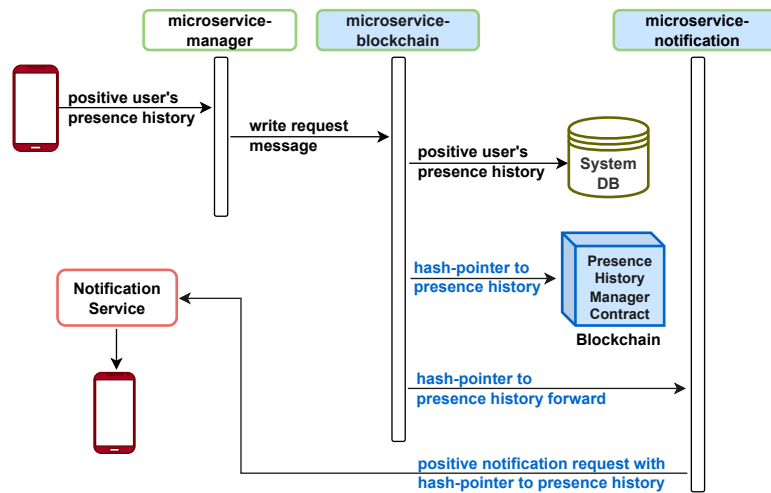 microservice-
manager
microservice-
blockchain
microservice-
notification
positive user's
presence history
write request
message
positive user's
presence history
System
DB
hash-pointer to
presence history
Presence
History
Manager
Contract
Blockchain
Notification
Service
hash-pointer to
presence history forward
positive notification request with
hash-pointer to presence history